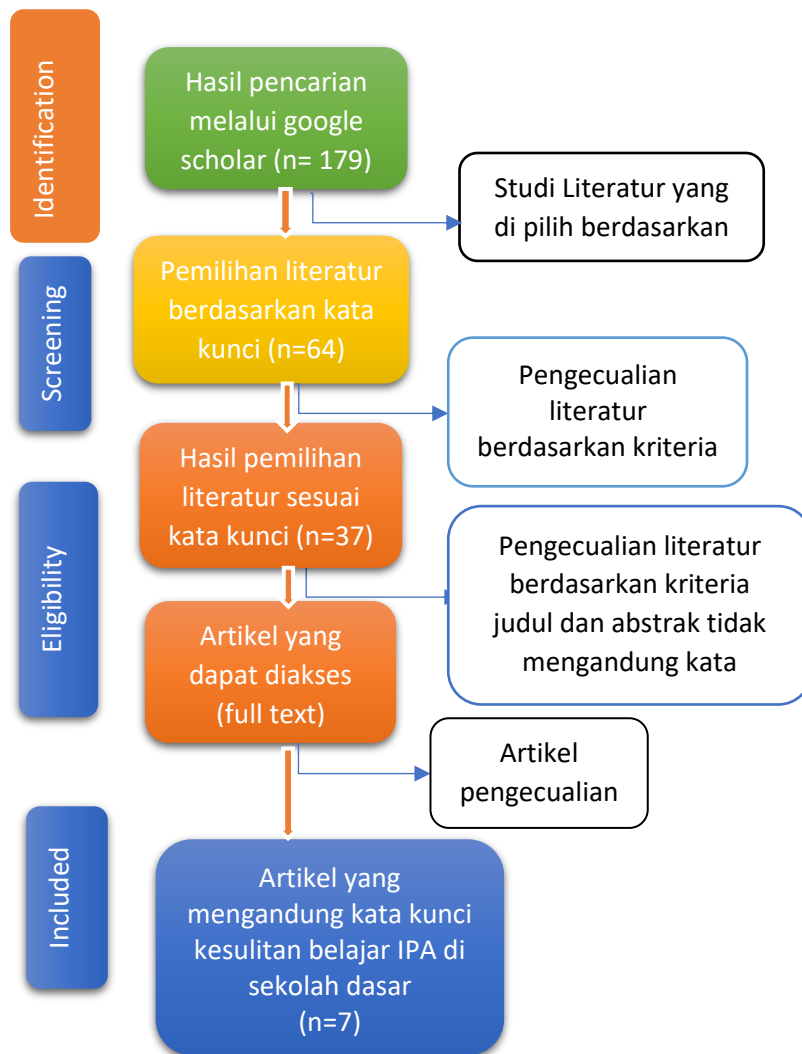 Identification
Hasil pencarian
melalui google
scholar (n= 179)
Studi Literatur yang
di pilih berdasarkan
Screening
Pemilihan literatur
berdasarkan kata
kunci (n=64)
Pengecualian
literatur
berdasarkan kriteria
Eligibility
Hasil pemilihan
literatur sesuai
kata kunci (n=37)
Pengecualian literatur
berdasarkan kriteria
judul dan abstrak tidak
mengandung kata
Artikel yang
dapat diakses
(full text)
Artikel
pengecualian
Included
Artikel yang
mengandung kata kunci
kesulitan belajar IPA di
sekolah dasar
(n=7)